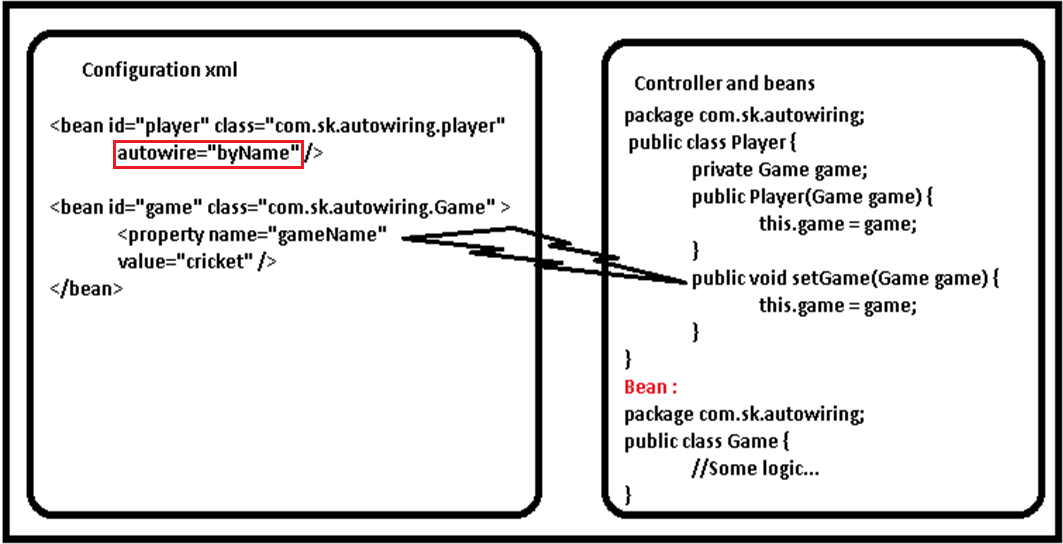 Configuration xml
<bean id="player" class="com.sk.autowiring.player"
autowire="byName" />
<bean id="game" class="com.sk.autowiring.Game" >
<property name="gameName"
value="cricket" />
</bean>
Controller and beans
package com.sk.autowiring;
public class Player {
private Game game;
public Player(Game game) {
this.game = game;
}
public void setGame(Game game) {
this.game = game;
}
}
Bean :
package com.sk.autowiring;
public class Game {
//Some logic...
}